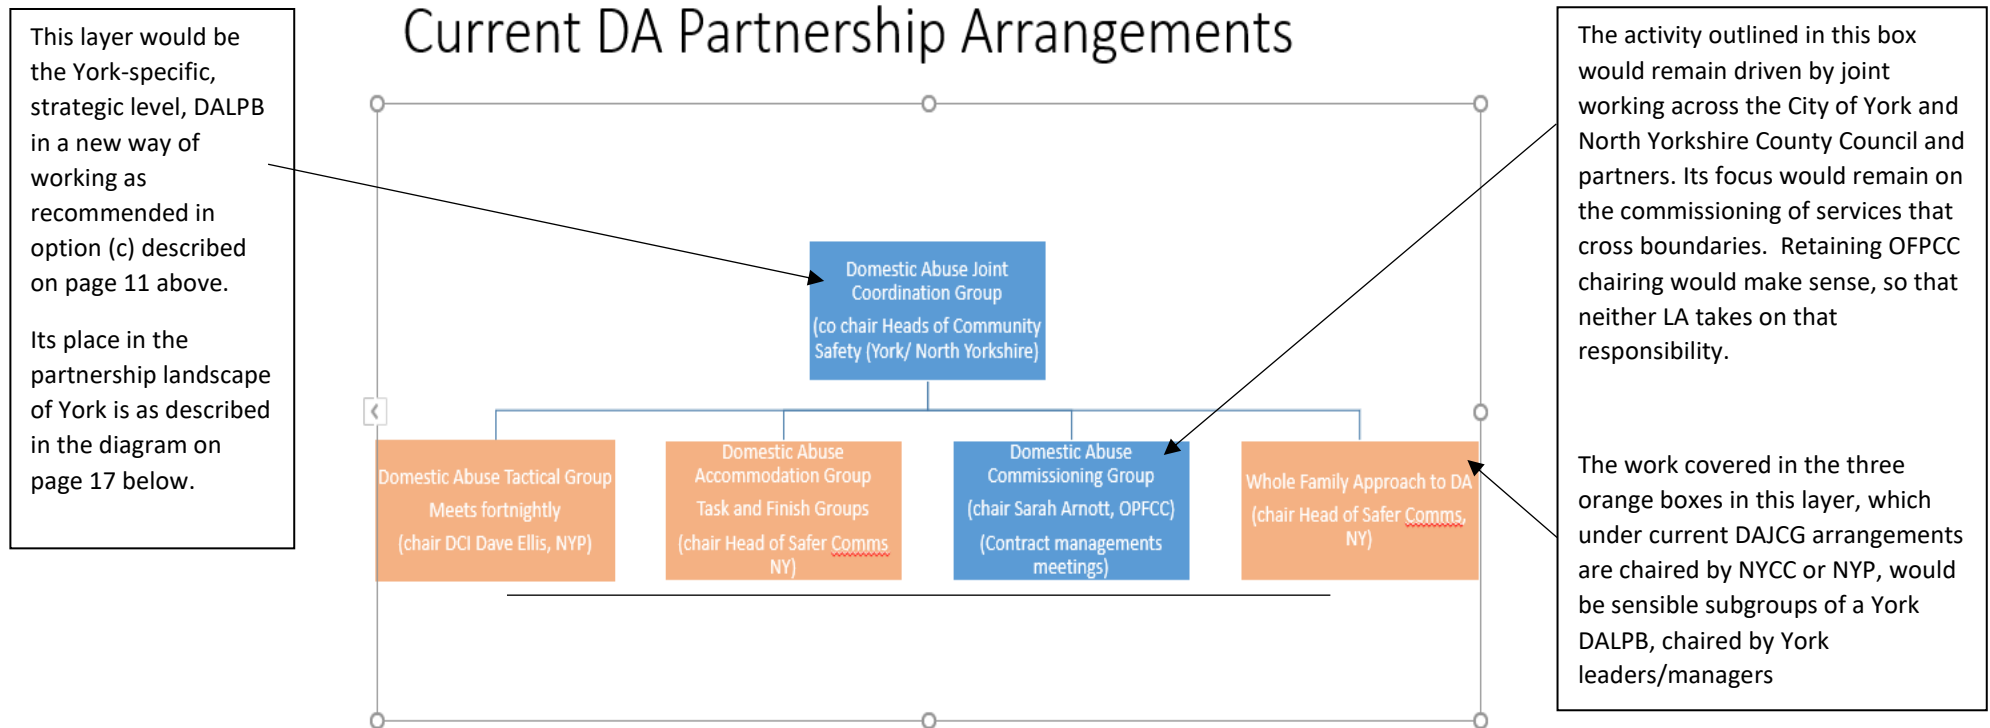 Current DA Partnership Arrangements
This layer would be
the York-specific,
strategic level, DALPB
in a new way of
working as
recommended in
option (c) described
on page 11 above.
Its place in the
partnership landscape
of York is as described
in the diagram on
page 17 below.
Domestic Abuse Joint
Coordination Group
(co chair Heads of Community
Safety (York/ North Yorkshire)
Domestic Abuse Tactical Group
Meets fortnightly
(chair DCI Dave Ellis, NYP)
Domestic Abuse
Accommodation Group
Task and Finish Groups
(chair Head of Safer Comms
NY)
Domestic Abuse
Commissioning Group
(chair Sarah Arnott, OPFCC)
(Contract managements
meetings)
Whole Family Approach to DA
(chair Head of Safer Comms,
NY)
The activity outlined in this box
would remain driven by joint
working across the City of York and
North Yorkshire County Council and
partners. Its focus would remain on
the commissioning of services that
cross boundaries.  Retaining OFPCC
chairing would make sense, so that
neither LA takes on that
responsibility.
The work covered in the three
orange boxes in this layer, which
under current DAJCG arrangements
are chaired by NYCC or NYP, would
be sensible subgroups of a York
DALPB, chaired by York
leaders/managers